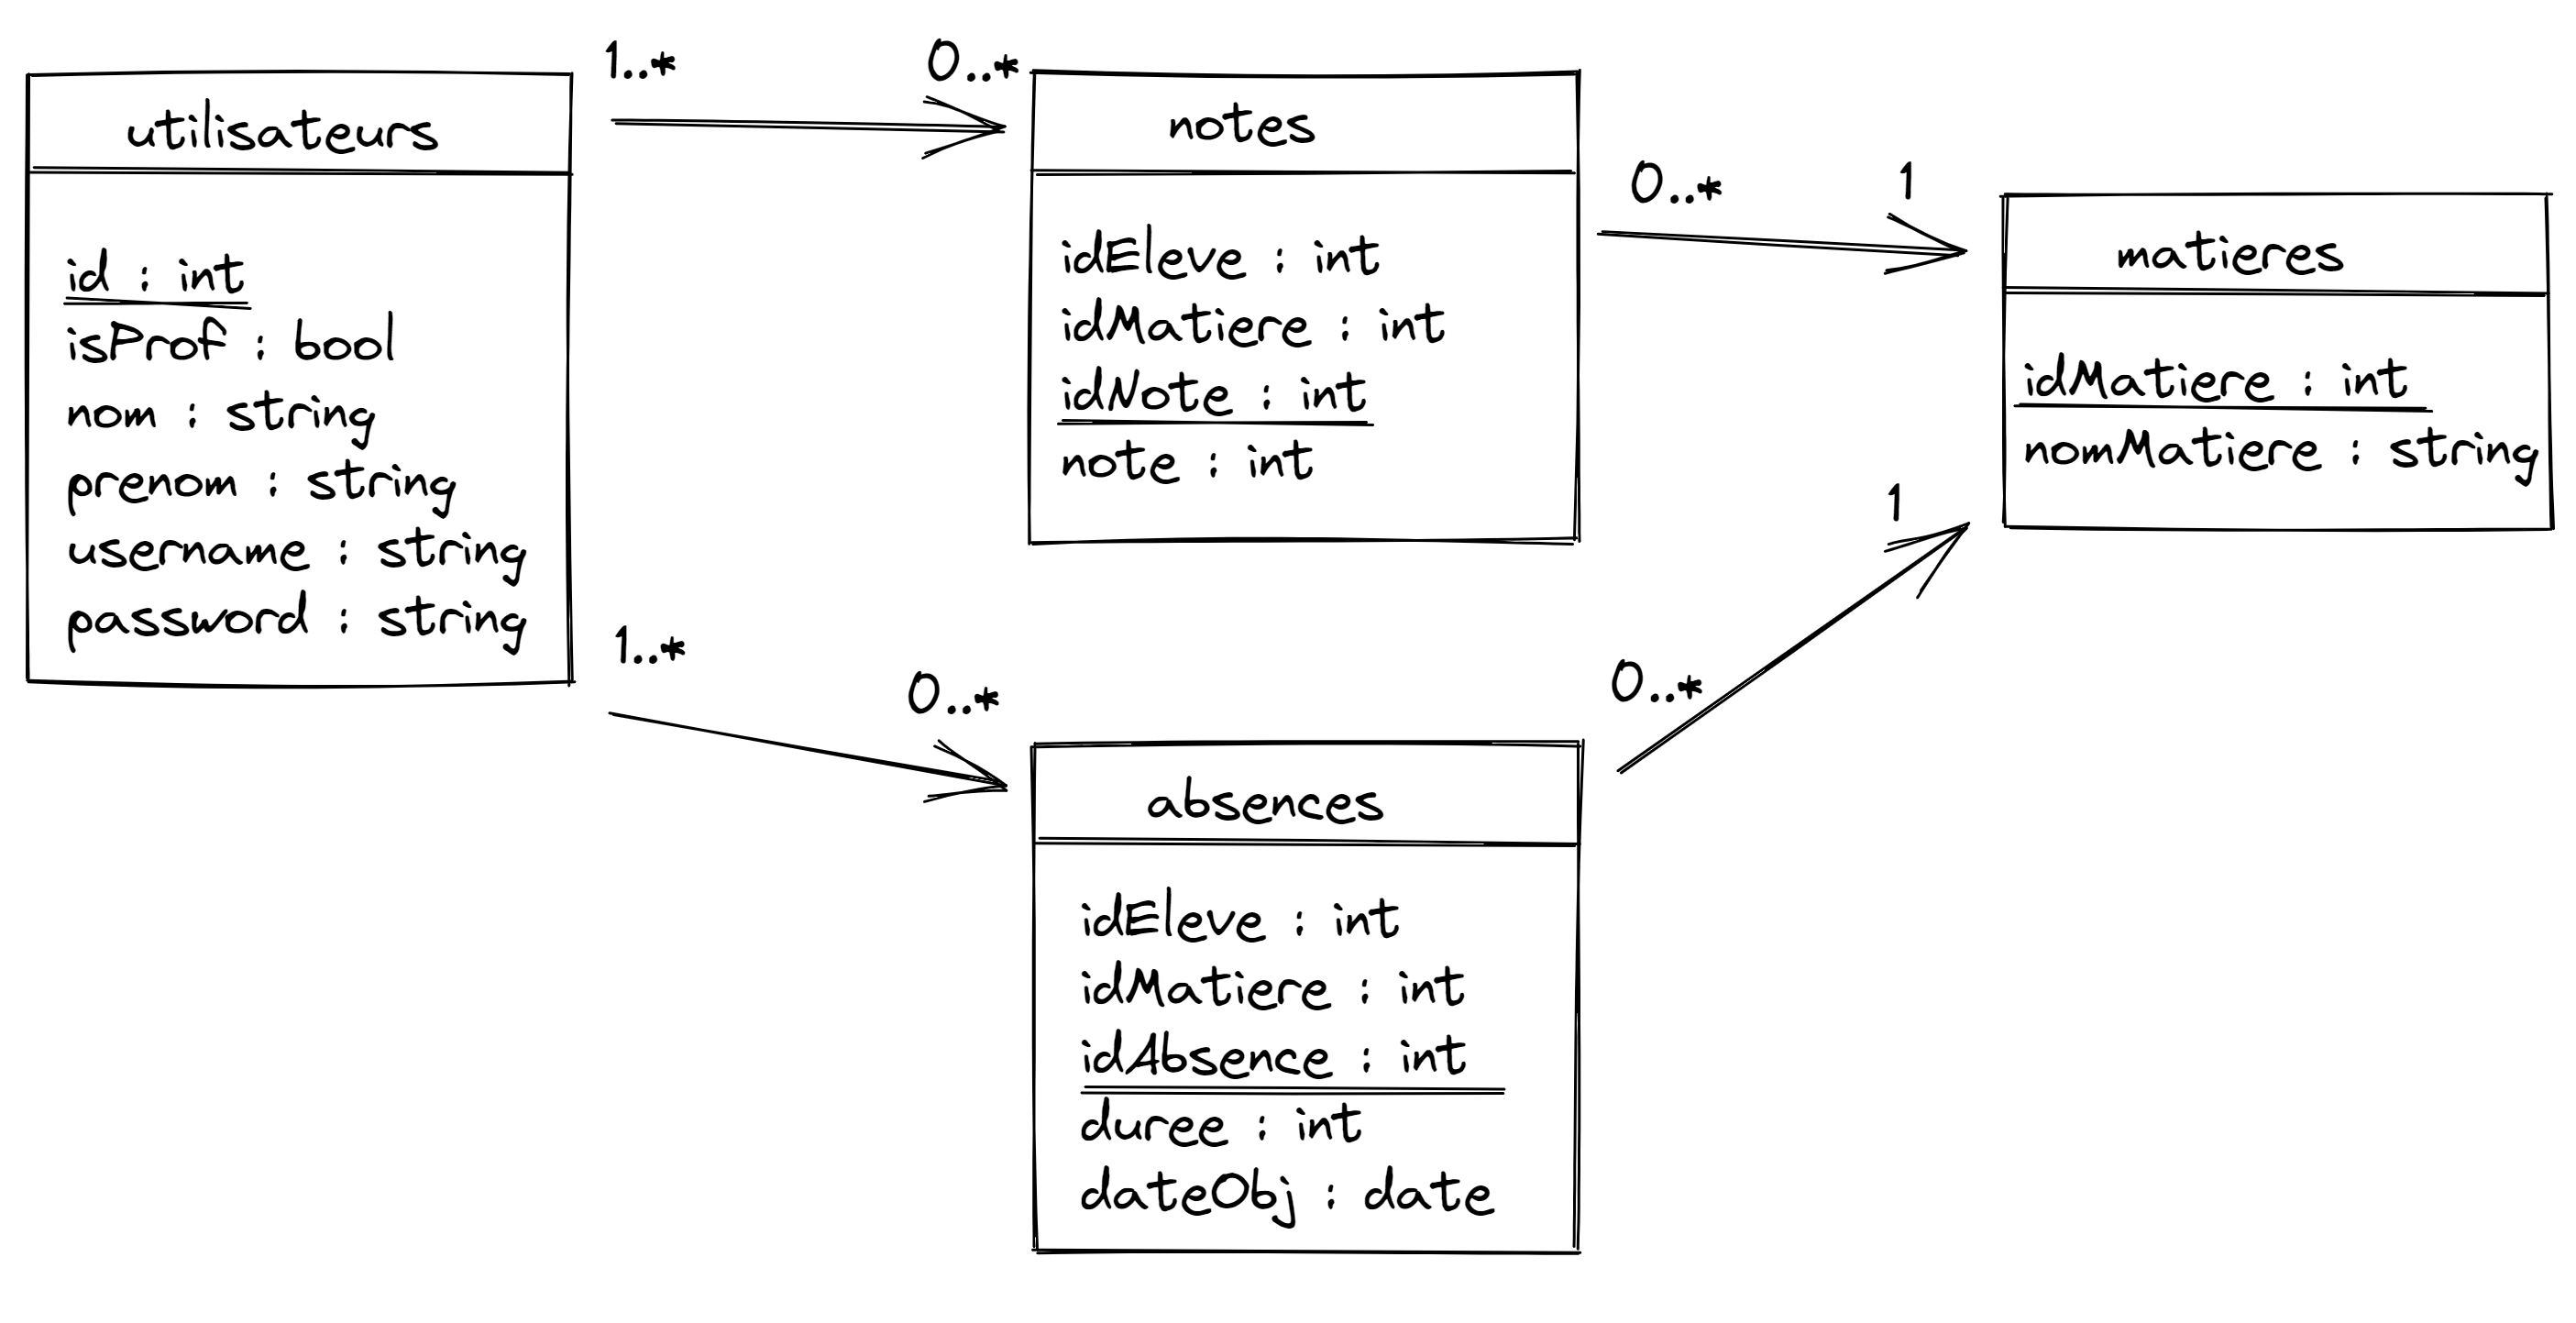 utilisateurs
id : int
isProf : bool
nom : string
prenom : string
username : string
password : string
1..*
0..*
notes
idEleve : int
idMatiere : int
idNote : int
note : int
0..*
1
matieres
idMatiere : int
nomMatiere : string
1..*
0..*
absences
idEleve : int
idMatiere : int
idAbsence : int
duree : int
dateObj : date
0..*
1